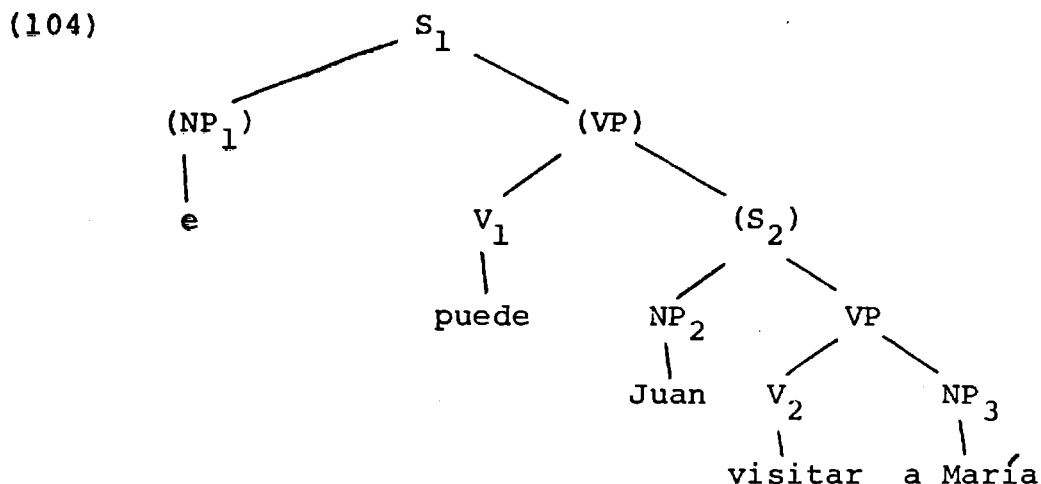 (104)
S1
(NP1) (VP)
e V1 (S2)
puede NP2 VP
Juan V2 NP3
visitar a María